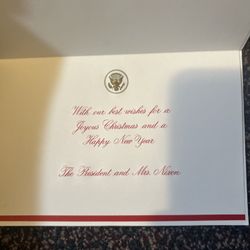 With our best wishes for a
Joyous Christmas and a
Happy New Year
The President and Mrs. Nixon